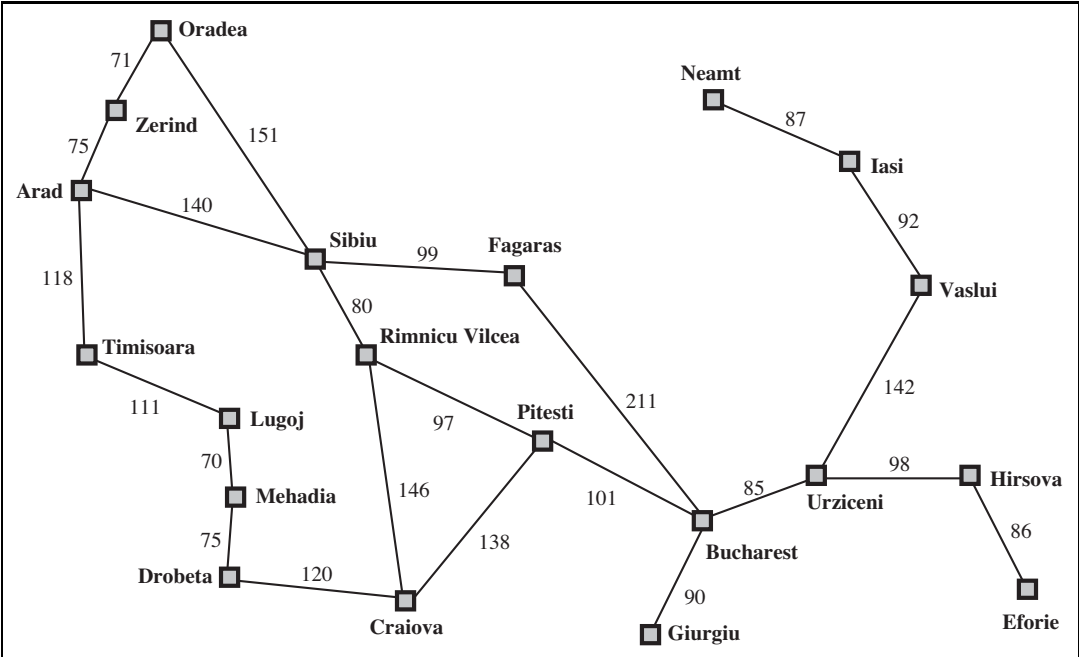 Oradea
71
Neamt
87
Zerind
151
75
Iasi
Arad
140
92
Sibiu
Fagaras
99
118
80
Vaslui
Timisoara
Rimnicu Vilcea
142
111
211
Pitesti
Lugoj
97
70
98
Mehadia
146
101
85
Hirsova
Urziceni
86
75
138
Bucharest
Drobeta
120
90
Craiova
Giurgiu
Eforie